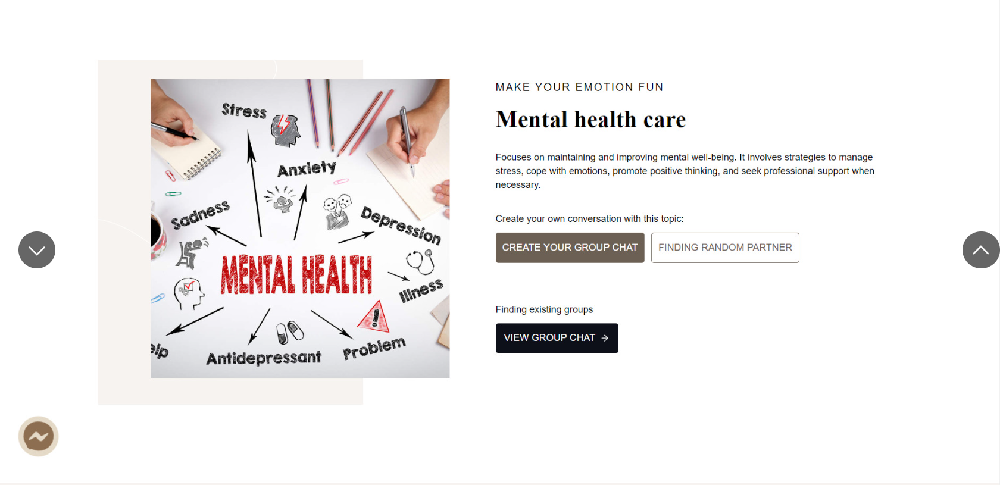 Stress
Anxiety
Sadness
Depression
MENTAL HEALTH
Illness
elp
Antidepressant
Problem
MAKE YOUR EMOTION FUN
Mental health care
Focuses on maintaining and improving mental well-being. It involves strategies to manage
stress, cope with emotions, promote positive thinking, and seek professional support when
necessary.
Create your own conversation with this topic:
CREATE YOUR GROUP CHAT
FINDING RANDOM PARTNER
Finding existing groups
VIEW GROUP CHAT →